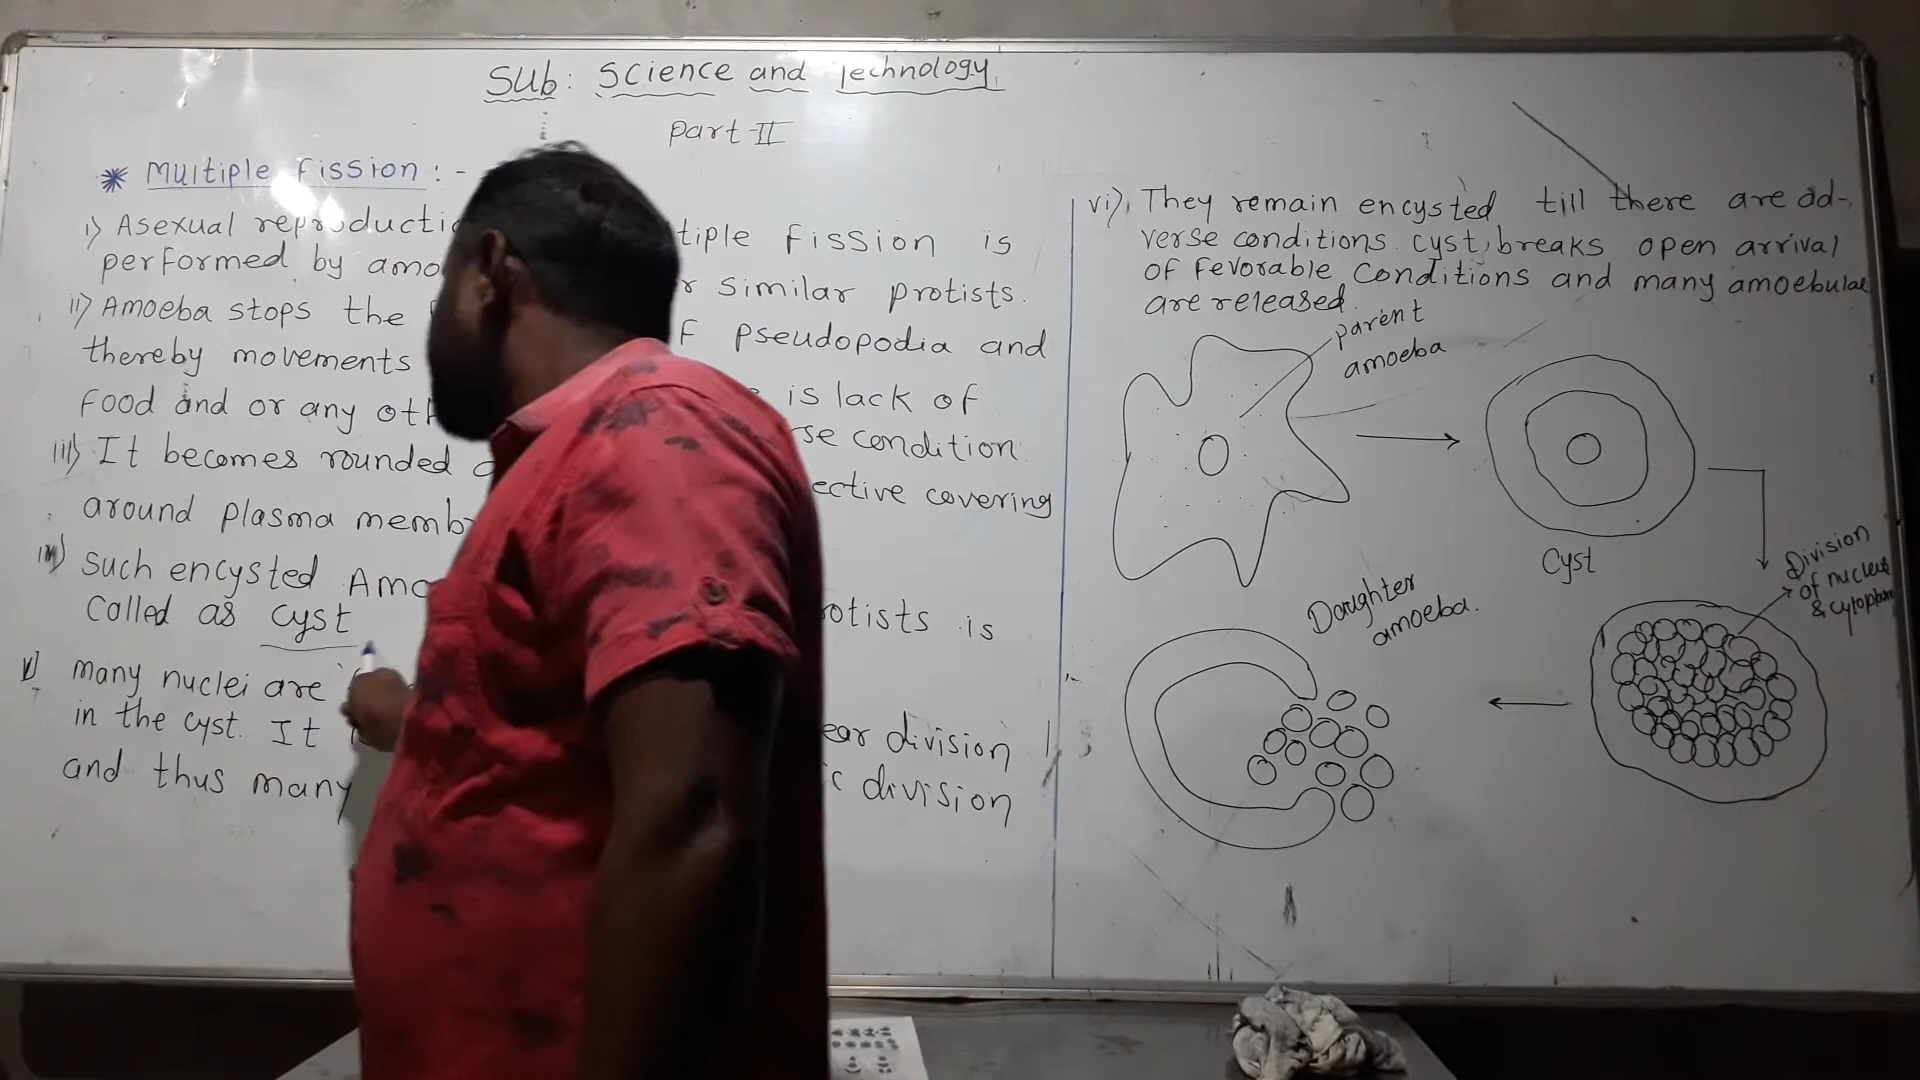 Sub: Science and Technology
Part II
* Multiple Fission : -
i) Asexual reproductio tiple Fission is
performed by amo r similar protists.
ii) Amoeba stops the F pseudopodia and
thereby movements is lack of
Food and or any oth rse condition
iii) It becomes rounded ective covering
around plasma memb
iv) Such encysted Amo otists is
called as cyst
v) many nuclei are
in the cyst. It ear division
and thus many c division
vi) They remain encysted till there are ad-
verse conditions. cyst breaks open arrival
of Fevorable conditions and many amoebulae
are released.
parent
amoeba
Cyst
Division
of nucleus
& cytoplam
Daughter
amoeba.